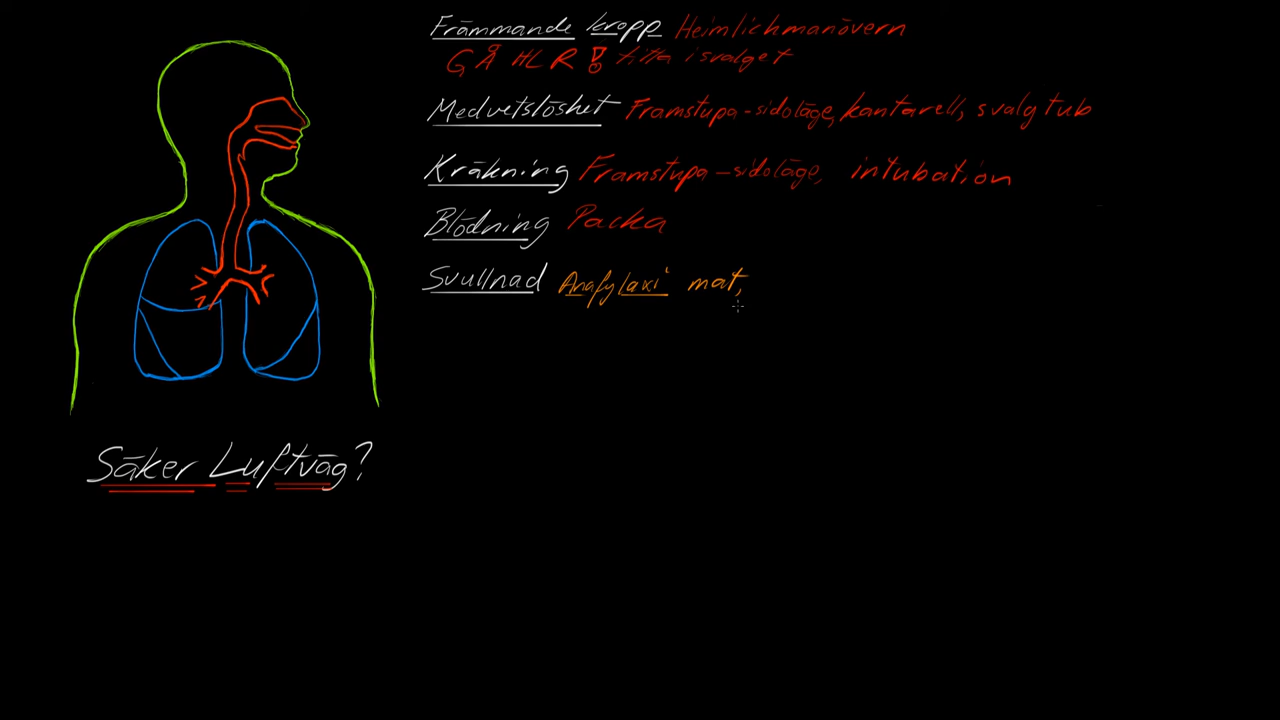 Främmande kropp Heimlichmanövern
GÅ HLR! titta i svalget
Medvetslöshet Framstupa-sidoläge, kantarell, svalgtub
Kräkning Framstupa-sidoläge, intubation
Blödning Packa
Svullnad Anafylaxi mat,
Säker Luftväg?